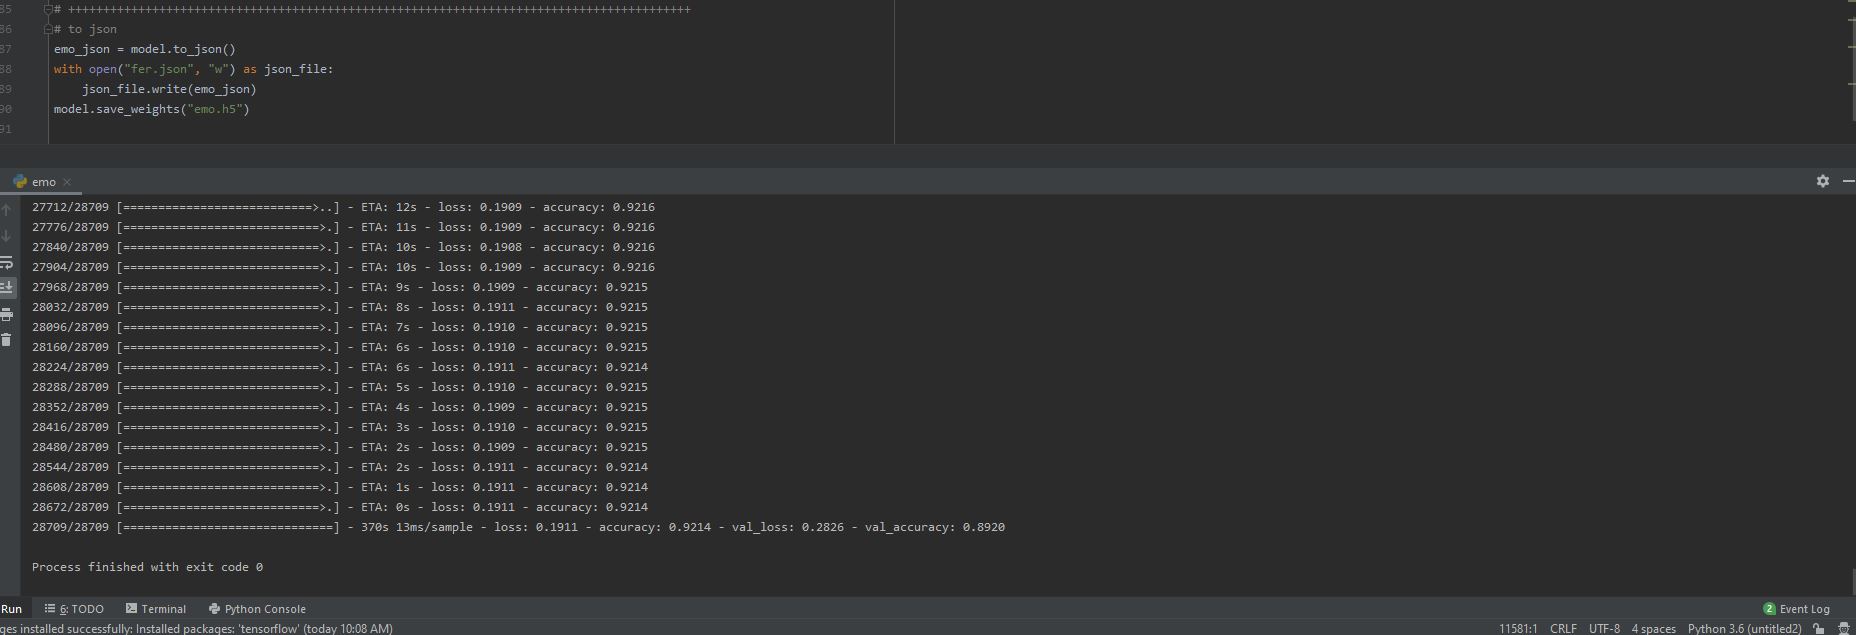 85 # +++++++++++++++++++++++++++++++++++++++++++++++++++++++++++++++++++++++++++++++++++++++++
86 # to json
87 emo_json = model.to_json()
88 with open("fer.json", "w") as json_file:
89     json_file.write(emo_json)
90 model.save_weights("emo.h5")
91
emo
27712/28709 [===========================>..] - ETA: 12s - loss: 0.1909 - accuracy: 0.9216
27776/28709 [============================>.] - ETA: 11s - loss: 0.1909 - accuracy: 0.9216
27840/28709 [============================>.] - ETA: 10s - loss: 0.1908 - accuracy: 0.9216
27904/28709 [============================>.] - ETA: 10s - loss: 0.1909 - accuracy: 0.9216
27968/28709 [============================>.] - ETA: 9s - loss: 0.1909 - accuracy: 0.9215
28032/28709 [============================>.] - ETA: 8s - loss: 0.1911 - accuracy: 0.9215
28096/28709 [============================>.] - ETA: 7s - loss: 0.1910 - accuracy: 0.9215
28160/28709 [============================>.] - ETA: 6s - loss: 0.1910 - accuracy: 0.9215
28224/28709 [============================>.] - ETA: 6s - loss: 0.1911 - accuracy: 0.9214
28288/28709 [============================>.] - ETA: 5s - loss: 0.1910 - accuracy: 0.9215
28352/28709 [============================>.] - ETA: 4s - loss: 0.1909 - accuracy: 0.9215
28416/28709 [============================>.] - ETA: 3s - loss: 0.1910 - accuracy: 0.9215
28480/28709 [============================>.] - ETA: 2s - loss: 0.1909 - accuracy: 0.9215
28544/28709 [============================>.] - ETA: 2s - loss: 0.1911 - accuracy: 0.9214
28608/28709 [============================>.] - ETA: 1s - loss: 0.1911 - accuracy: 0.9214
28672/28709 [============================>.] - ETA: 0s - loss: 0.1911 - accuracy: 0.9214
28709/28709 [==============================] - 370s 13ms/sample - loss: 0.1911 - accuracy: 0.9214 - val_loss: 0.2826 - val_accuracy: 0.8920
Process finished with exit code 0
Run 6: TODO Terminal Python Console 2 Event Log
ges installed successfully: Installed packages: 'tensorflow' (today 10:08 AM) 11581:1 CRLF UTF-8 4 spaces Python 3.6 (untitled2)